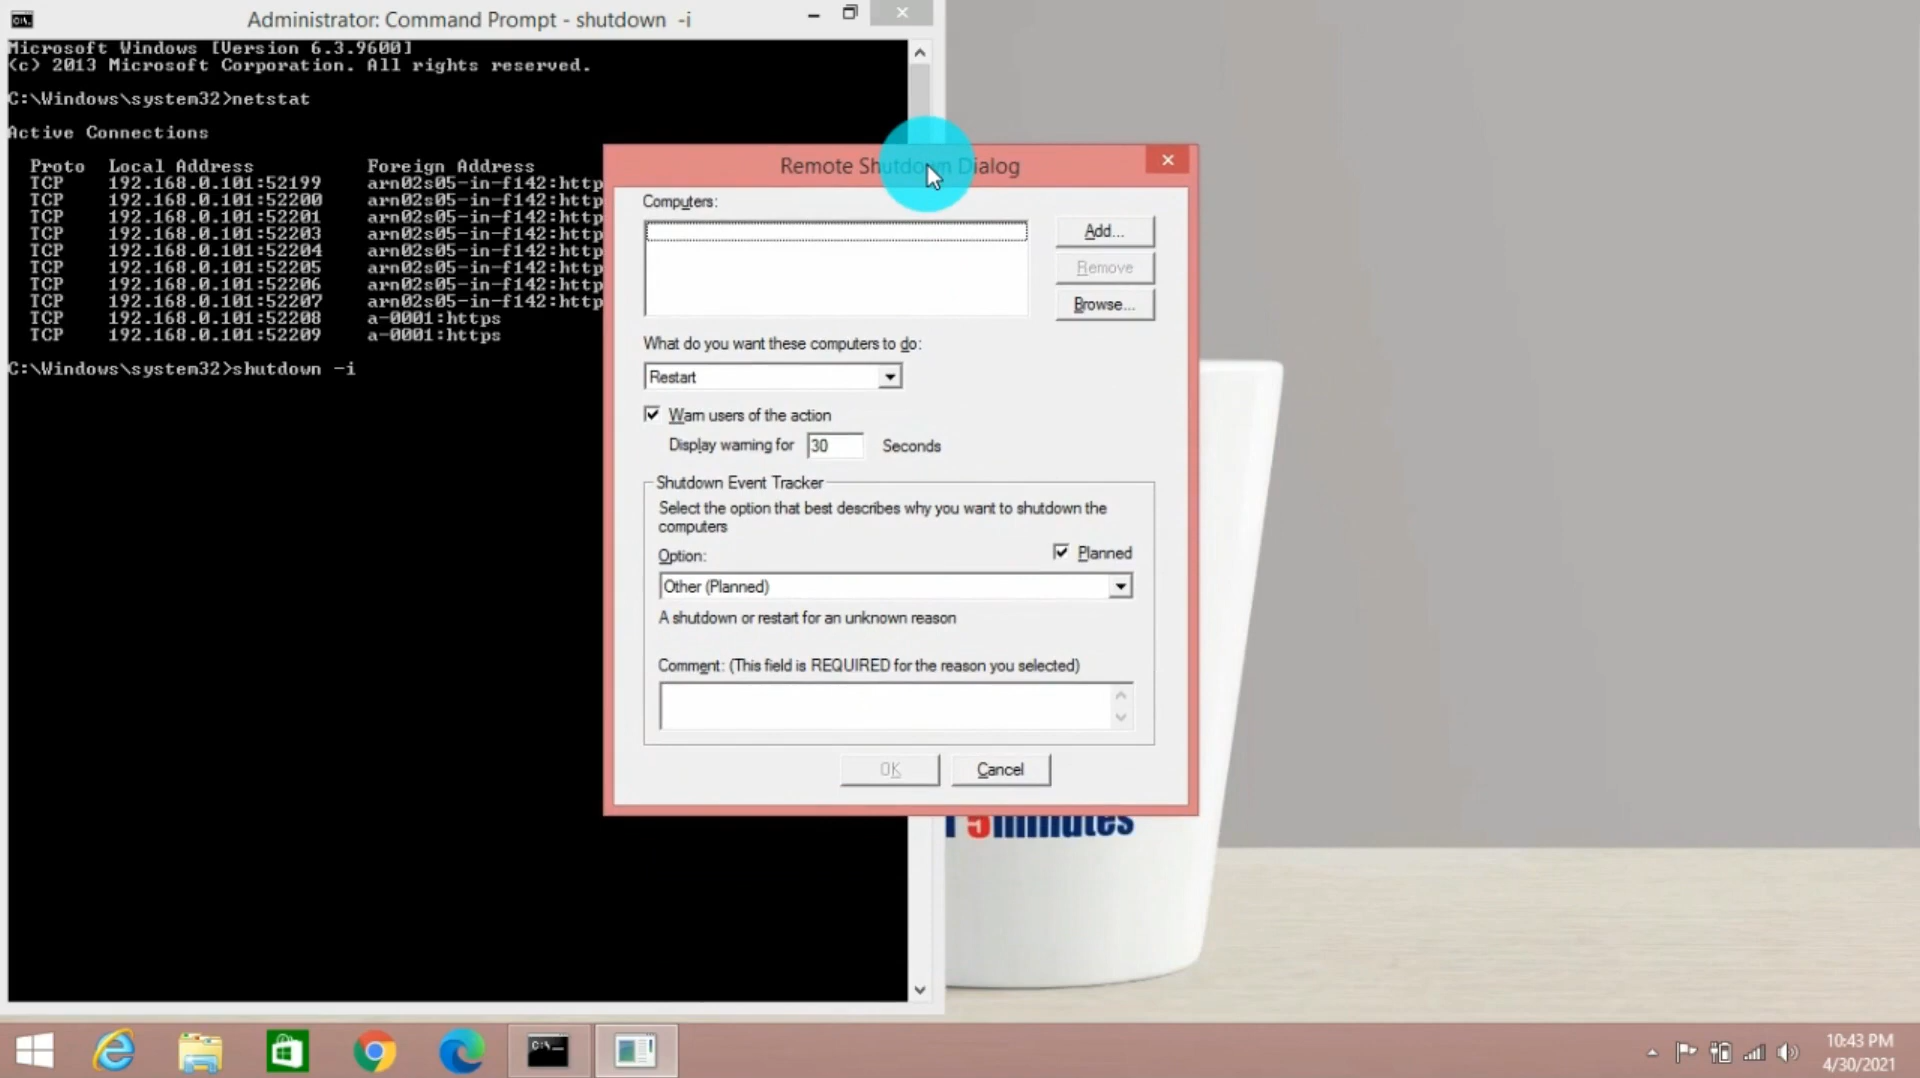 Administrator: Command Prompt - shutdown -i
Microsoft Windows [Version 6.3.9600]
(c) 2013 Microsoft Corporation. All rights reserved.
C:\Windows\system32>netstat
Active Connections
Proto Local Address Foreign Address
TCP 192.168.0.101:52199 arn02s05-in-f142:http
TCP 192.168.0.101:52200 arn02s05-in-f142:http
TCP 192.168.0.101:52201 arn02s05-in-f142:http
TCP 192.168.0.101:52203 arn02s05-in-f142:http
TCP 192.168.0.101:52204 arn02s05-in-f142:http
TCP 192.168.0.101:52205 arn02s05-in-f142:http
TCP 192.168.0.101:52206 arn02s05-in-f142:http
TCP 192.168.0.101:52207 arn02s05-in-f142:http
TCP 192.168.0.101:52208 a-0001:https
TCP 192.168.0.101:52209 a-0001:https
C:\Windows\system32>shutdown -i
Remote Shutdown Dialog
Computers:
Add...
Remove
Browse...
What do you want these computers to do:
Restart
Warn users of the action
Display warning for 30 Seconds
Shutdown Event Tracker
Select the option that best describes why you want to shutdown the
computers
Option: Planned
Other (Planned)
A shutdown or restart for an unknown reason
Comment: (This field is REQUIRED for the reason you selected)
OK Cancel
5minutes
10:43 PM
4/30/2021